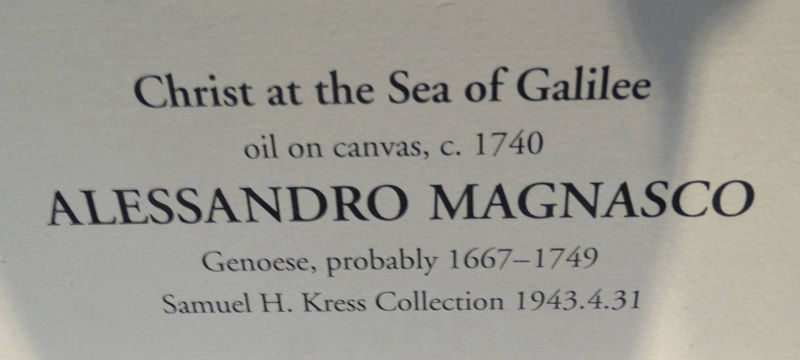 Christ at the Sea of Galilee
oil on canvas, c. 1740
ALESSANDRO MAGNASCO
Genoese, probably 1667–1749
Samuel H. Kress Collection 1943.4.31